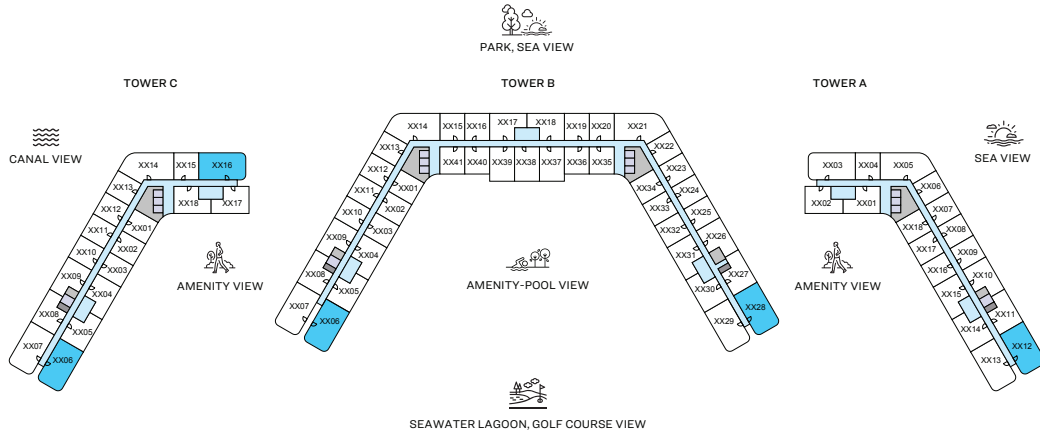 PARK, SEA VIEW
TOWER C
TOWER B
TOWER A
CANAL VIEW
SEA VIEW
XX14
XX15
XX16
XX13
XX12
XX11
XX10
XX09
XX08
XX07
XX06
XX05
XX04
XX03
XX02
XX01
XX18
XX17
AMENITY VIEW
XX14
XX15
XX16
XX17
XX18
XX19
XX20
XX21
XX13
XX12
XX11
XX10
XX09
XX08
XX07
XX06
XX05
XX04
XX03
XX02
XX01
XX41
XX40
XX39
XX38
XX37
XX36
XX35
XX22
XX23
XX24
XX25
XX26
XX27
XX28
XX29
XX30
XX31
XX32
XX33
XX34
AMENITY-POOL VIEW
AMENITY VIEW
XX03
XX04
XX05
XX02
XX01
XX06
XX07
XX08
XX09
XX10
XX11
XX12
XX13
XX14
XX15
XX16
XX17
XX18
SEAWATER LAGOON, GOLF COURSE VIEW